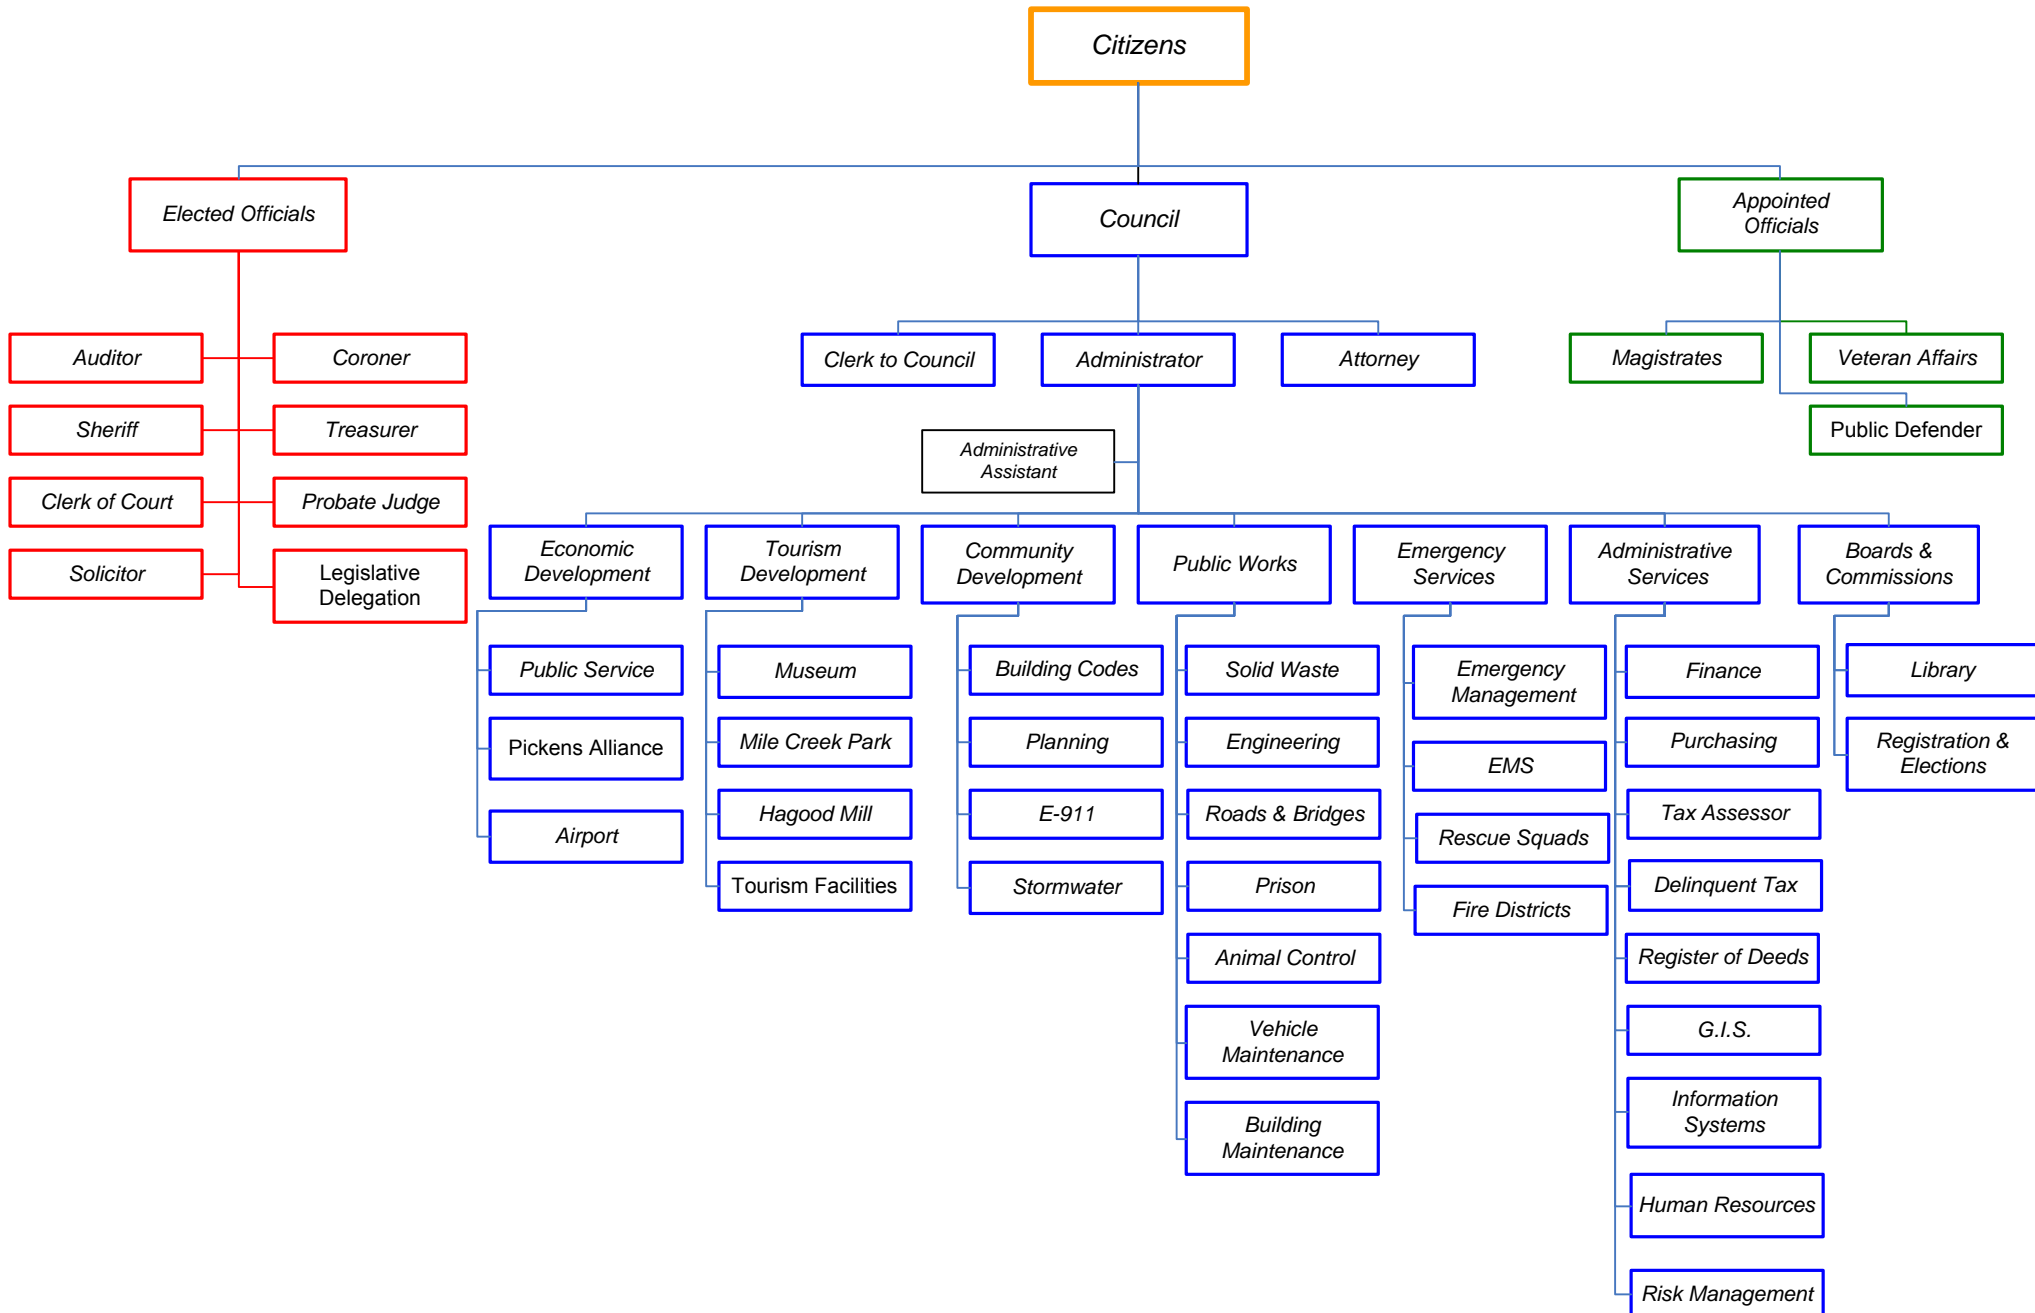 Citizens
Elected Officials
Council
Appointed
Officials
Auditor
Coroner
Clerk to Council
Administrator
Attorney
Magistrates
Veteran Affairs
Sheriff
Treasurer
Administrative
Assistant
Public Defender
Clerk of Court
Probate Judge
Solicitor
Legislative
Delegation
Economic
Development
Tourism
Development
Community
Development
Public Works
Emergency
Services
Administrative
Services
Boards &
Commissions
Public Service
Pickens Alliance
Airport
Museum
Mile Creek Park
Hagood Mill
Tourism Facilities
Building Codes
Planning
E-911
Stormwater
Solid Waste
Engineering
Roads & Bridges
Prison
Animal Control
Vehicle
Maintenance
Building
Maintenance
Emergency
Management
EMS
Rescue Squads
Fire Districts
Finance
Purchasing
Tax Assessor
Delinquent Tax
Register of Deeds
G.I.S.
Information
Systems
Human Resources
Risk Management
Library
Registration &
Elections